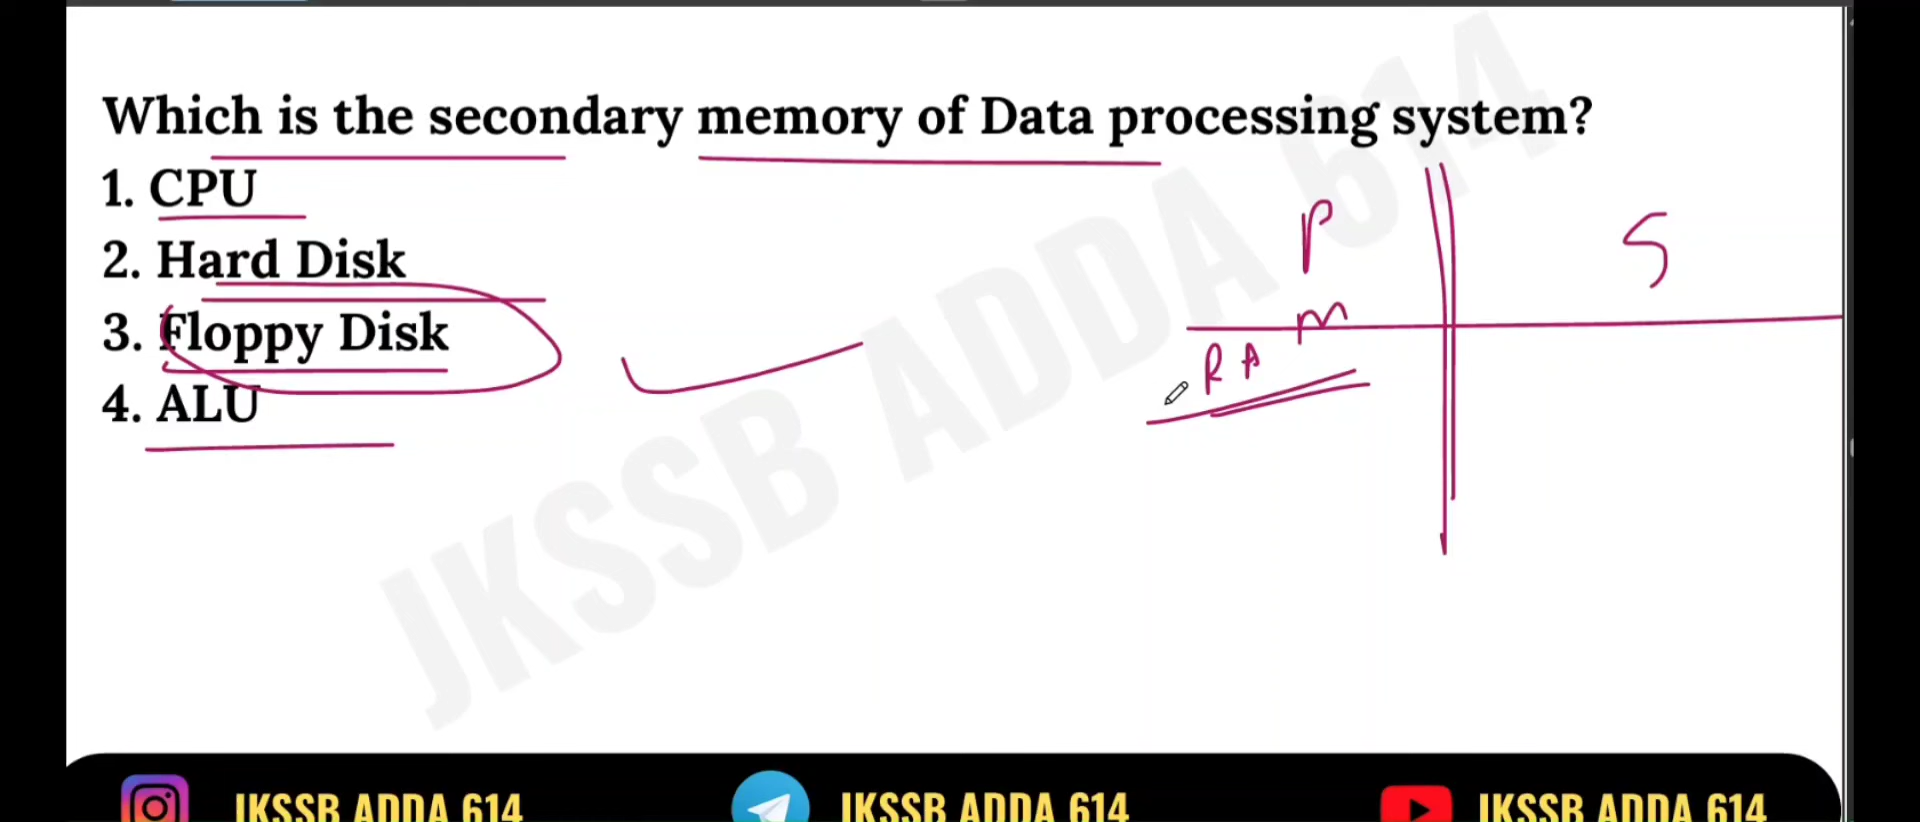 Which is the secondary memory of Data processing system?
1. CPU
2. Hard Disk
3. Floppy Disk
4. ALU
P S
m
RA
JKSSB ADDA 614
JKSSB ADDA 614 JKSSB ADDA 614 JKSSB ADDA 614